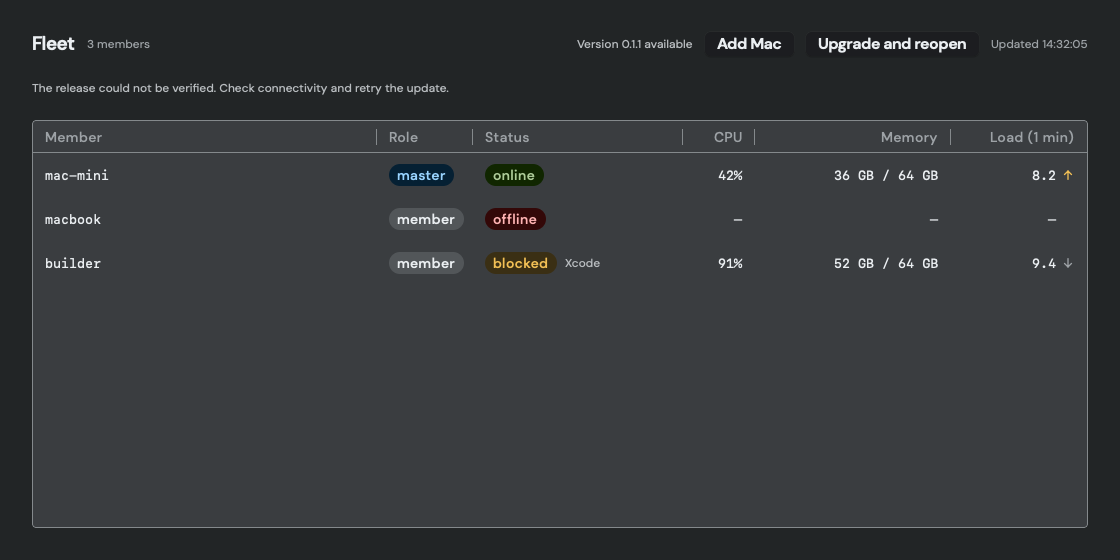 Fleet 3 members Version 0.1.1 available Add Mac Upgrade and reopen Updated 14:32:05
The release could not be verified. Check connectivity and retry the update.
Member Role Status CPU Memory Load (1 min)
mac-mini master online 42% 36 GB / 64 GB 8.2 ↑
macbook member offline — — —
builder member blocked Xcode 91% 52 GB / 64 GB 9.4 ↓